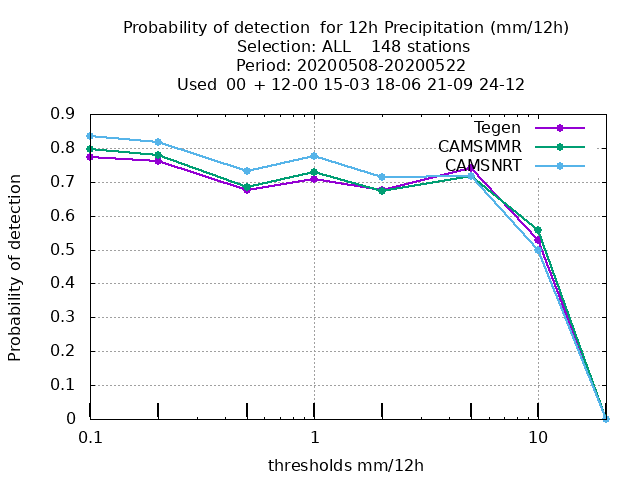 Probability of detection  for 12h Precipitation (mm/12h)
Selection: ALL    148 stations
Period: 20200508-20200522
Used  00 + 12-00 15-03 18-06 21-09 24-12
Tegen
CAMSMMR
CAMSNRT
Probability of detection
0.9
0.8
0.7
0.6
0.5
0.4
0.3
0.2
0.1
0
0.1 1 10
thresholds mm/12h